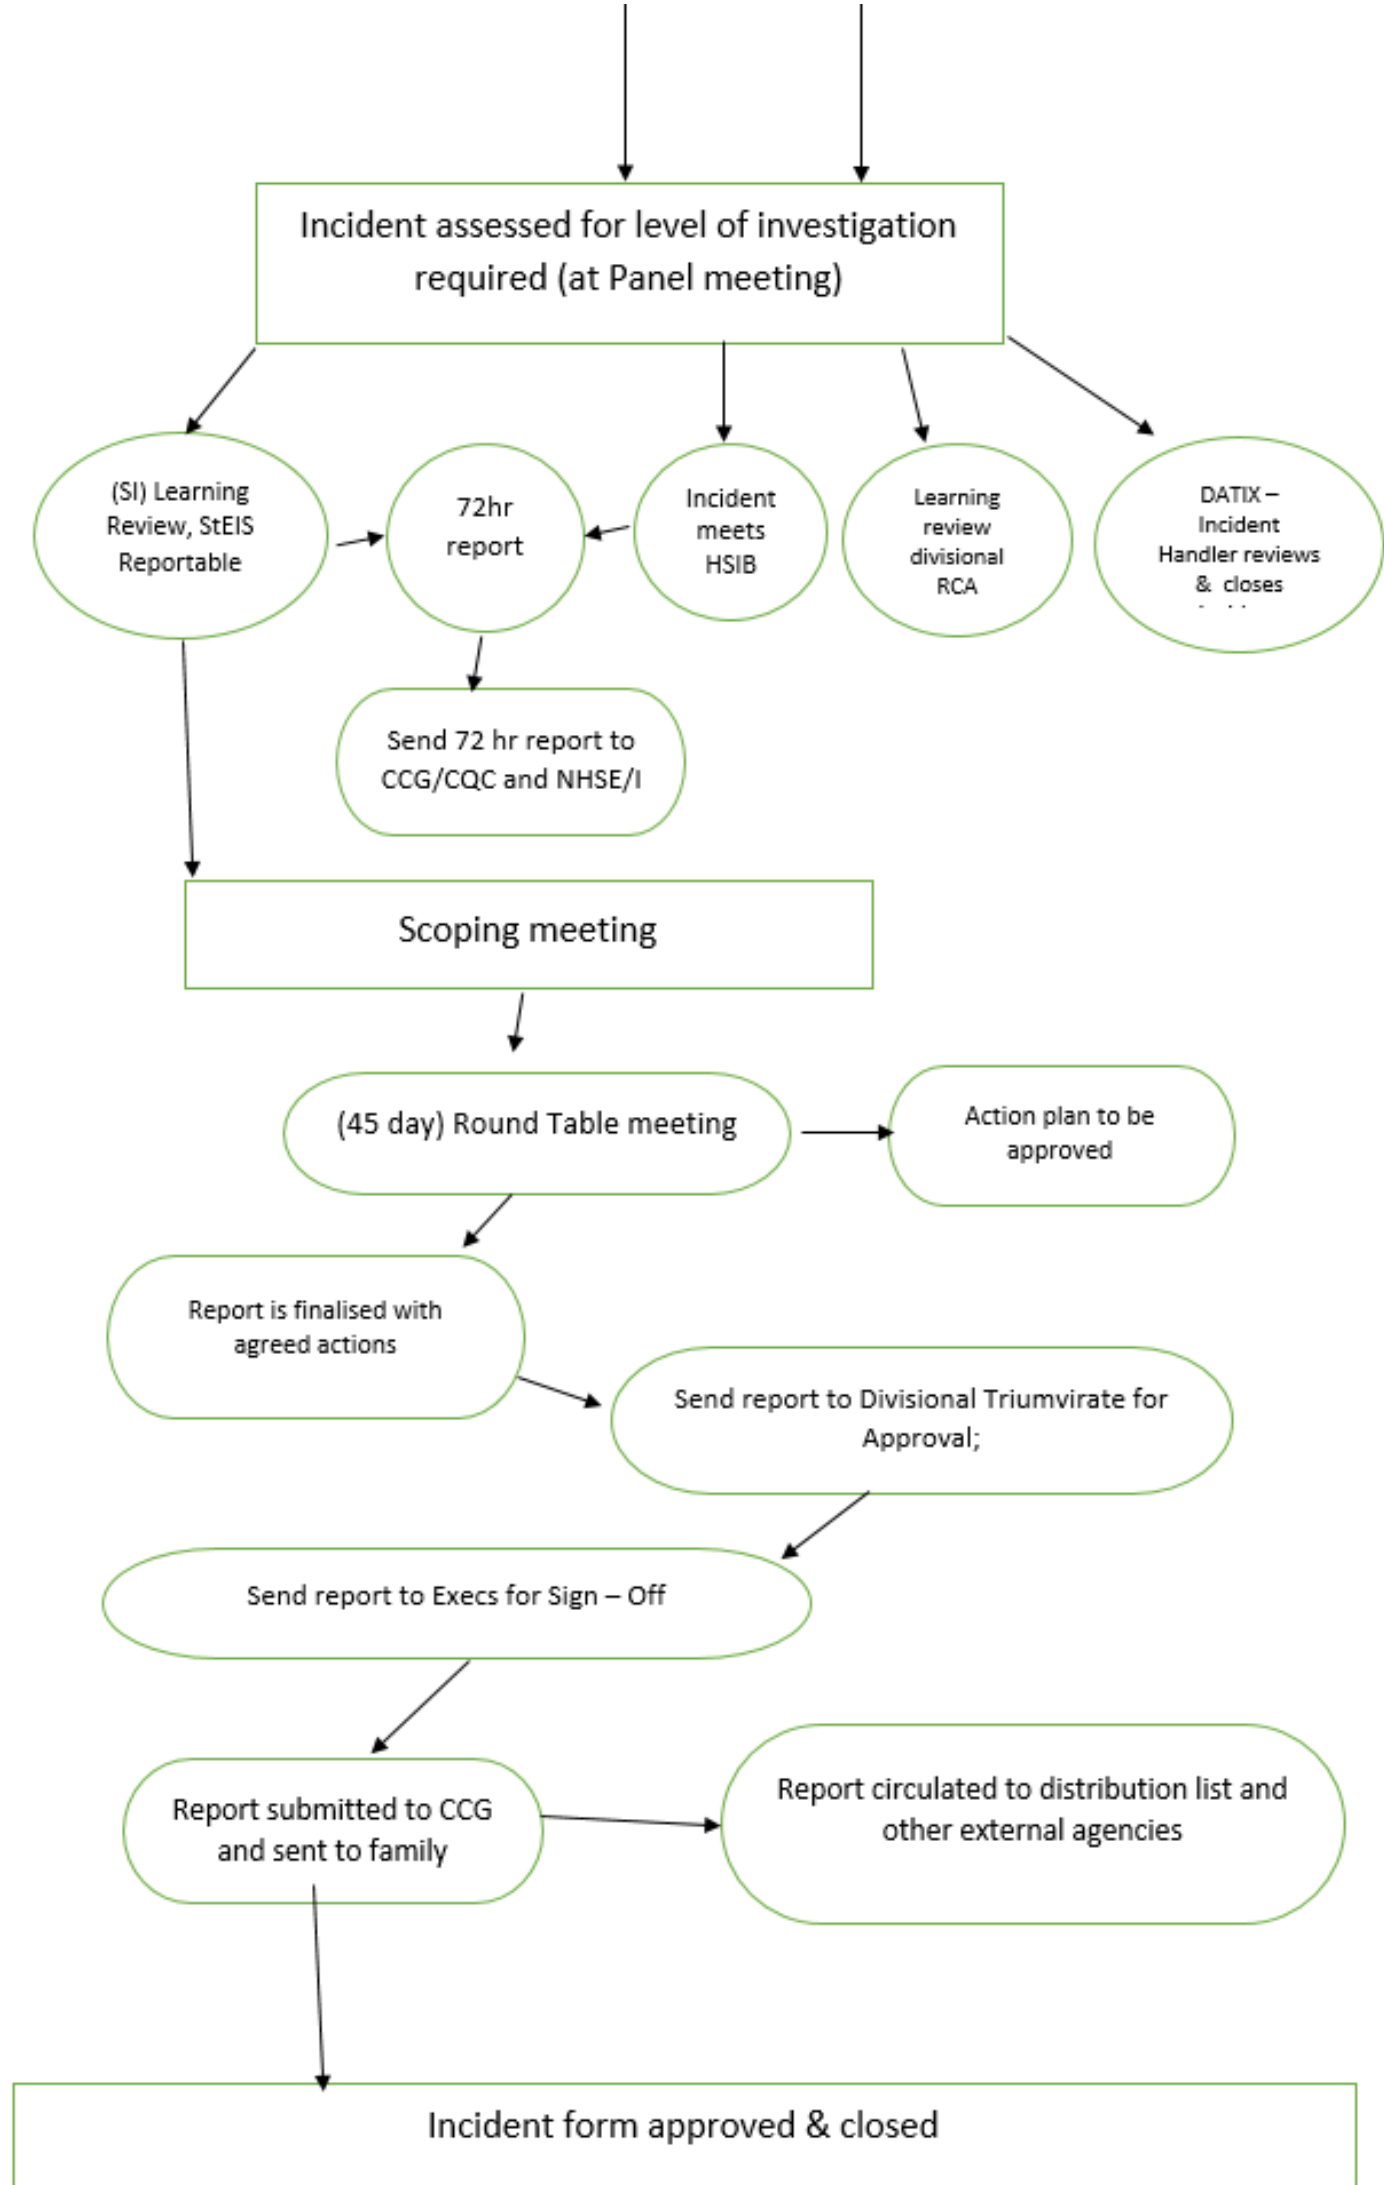 Incident assessed for level of investigation
required (at Panel meeting)
(SI) Learning
Review, StEIS
Reportable
72hr
report
Incident
meets
HSIB
Learning
review
divisional
RCA
DATIX –
Incident
Handler reviews
& closes
Send 72 hr report to
CCG/CQC and NHSE/I
Scoping meeting
(45 day) Round Table meeting
Action plan to be
approved
Report is finalised with
agreed actions
Send report to Divisional Triumvirate for
Approval;
Send report to Execs for Sign – Off
Report submitted to CCG
and sent to family
Report circulated to distribution list and
other external agencies
Incident form approved & closed